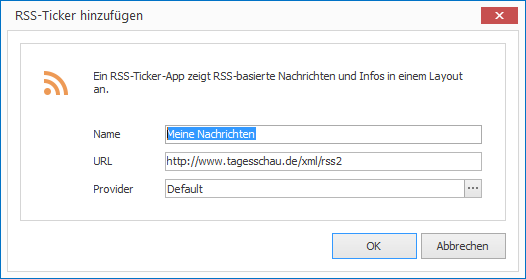 RSS-Ticker hinzufügen
Ein RSS-Ticker-App zeigt RSS-basierte Nachrichten und Infos in einem Layout
an.
Name Meine Nachrichten
URL http://www.tagesschau.de/xml/rss2
Provider Default ...
OK Abbrechen